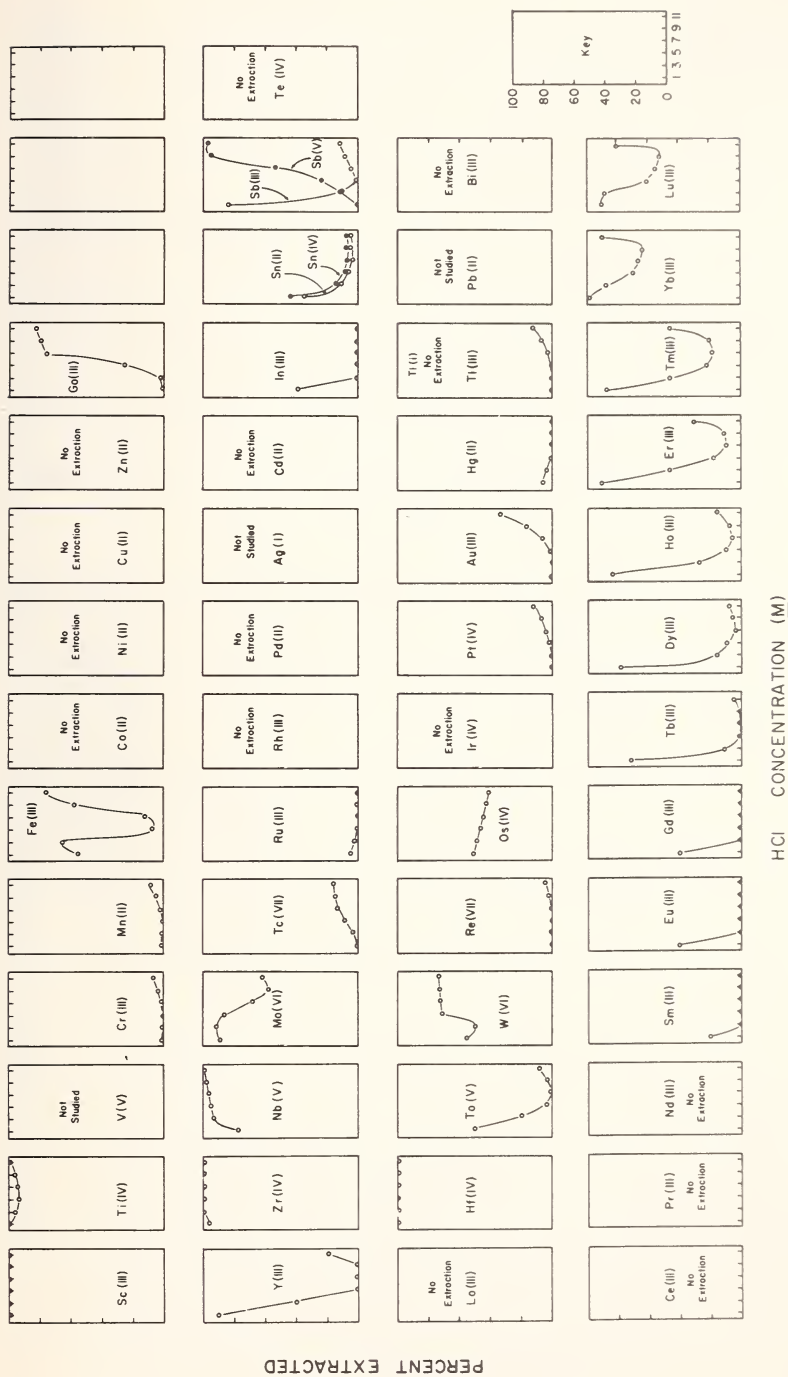 Sc (III)
Ti (IV)
Not
Studied
V (V)
Cr (III)
Mn (II)
Fe (III)
No
Extraction
Co (II)
No
Extraction
Ni (II)
No
Extraction
Cu (II)
No
Extraction
Zn (II)
Ga (III)
Y (III)
Zr (IV)
Nb (V)
Mo (VI)
Tc (VII)
Ru (III)
No
Extraction
Rh (III)
No
Extraction
Pd (II)
Not
Studied
Ag (I)
No
Extraction
Cd (II)
In (III)
Sn(II)
Sn(IV)
Sb(III)
Sb(V)
No
Extraction
Te (IV)
No
Extraction
La (III)
Hf (IV)
Ta (V)
W (VI)
Re (VII)
Os (IV)
No
Extraction
Ir (IV)
Pt (IV)
Au (III)
Hg (II)
Tl (I)
No
Extraction
Tl (III)
Not
Studied
Pb (II)
No
Extraction
Bi (III)
Ce (III)
No
Extraction
Pr (III)
No
Extraction
Nd (III)
No
Extraction
Sm (III)
Eu (III)
Gd (III)
Tb (III)
Dy (III)
Ho (III)
Er (III)
Tm (III)
Yb (III)
Lu (III)
Key
100
80
60
40
20
0
1 3 5 7 9 11
PERCENT EXTRACTED
HCl CONCENTRATION (M)